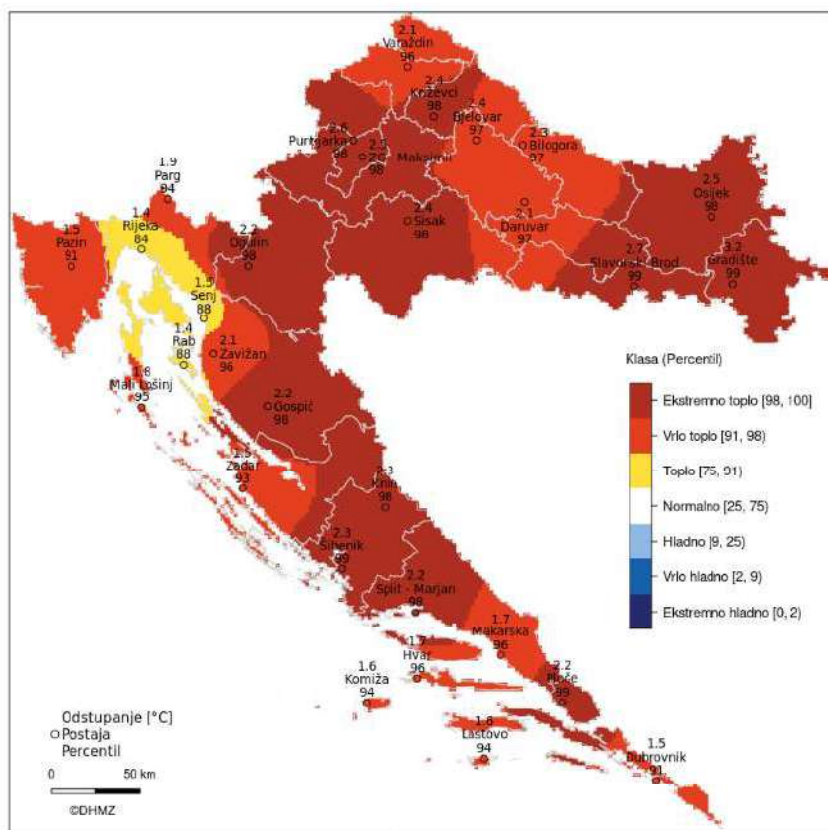 2.1
Varaždin
96
2.4
Križevci
98
2.4
Bjelovar
97
2.6
Puntijarka
98
98
Maksimir
2.3
Bilogora
97
1.9
Parg
94
2.5
Osijek
98
1.4
Rijeka
84
1.5
Pazin
91
2.2
Ogulin
98
2.4
Sisak
98
2.1
Daruvar
97
2.7
Slavonski Brod
99
3.2
Gradište
99
1.5
Senj
88
1.4
Rab
88
2.1
Zavižan
96
1.8
Mali Lošinj
95
2.2
Gospić
98
1.5
Zadar
93
Knin
98
2.3
Šibenik
99
2.2
Split - Marjan
98
1.7
Makarska
96
1.7
Hvar
96
1.6
Komiža
94
2.2
Ploče
99
1.6
Lastovo
94
1.5
Dubrovnik
91
Klasa (Percentil)
Ekstremno toplo [98, 100]
Vrlo toplo [91, 98)
Toplo [75, 91)
Normalno [25, 75)
Hladno [9, 25)
Vrlo hladno [2, 9)
Ekstremno hladno [0, 2)
Odstupanje [°C]
Postaja
Percentil
0 50 km
©DHMZ